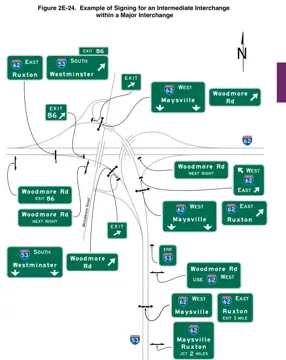 Figure 2E-24. Example of Signing for an Intermediate Interchange
within a Major Interchange
EXIT 86
62 EAST
Ruxton
53 SOUTH
Westminster
EXIT
62 WEST
Maysville
Woodmore
Rd
N
EXIT
86
62
Woodmore Rd
NEXT RIGHT
WEST
62
EAST
Woodmore Rd
EXIT 86
Woodmore Rd
NEXT RIGHT
Woodmore Road
62 WEST
Maysville
62 EAST
Ruxton
EXIT
53 SOUTH
Westminster
Woodmore
Rd
END
53
Woodmore Rd
USE 62 WEST
62 WEST
Maysville
62 EAST
Ruxton
EXIT 1 MILE
53
62
Maysville
Ruxton
JCT 2 MILES